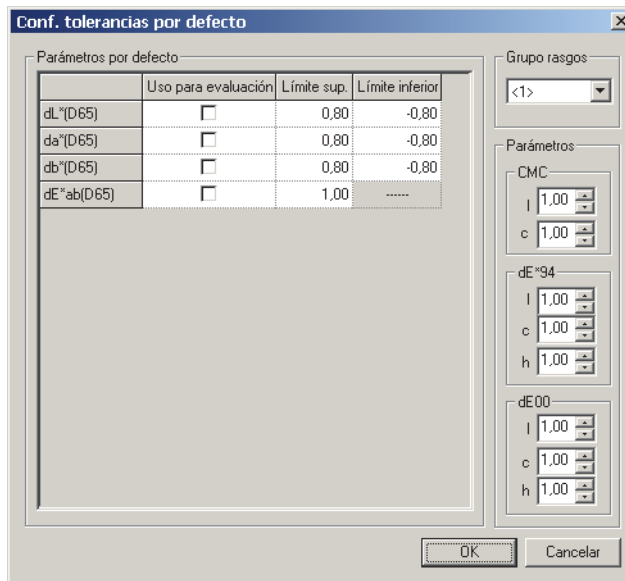 Conf. tolerancias por defecto
Parámetros por defecto
Uso para evaluación Límite sup. Límite inferior
dL*(D65) 0,80 -0,80
da*(D65) 0,80 -0,80
db*(D65) 0,80 -0,80
dE*ab(D65) 1,00 ------
Grupo rasgos
<1>
Parámetros
CMC
l 1,00
c 1,00
dE*94
l 1,00
c 1,00
h 1,00
dE00
l 1,00
c 1,00
h 1,00
OK Cancelar